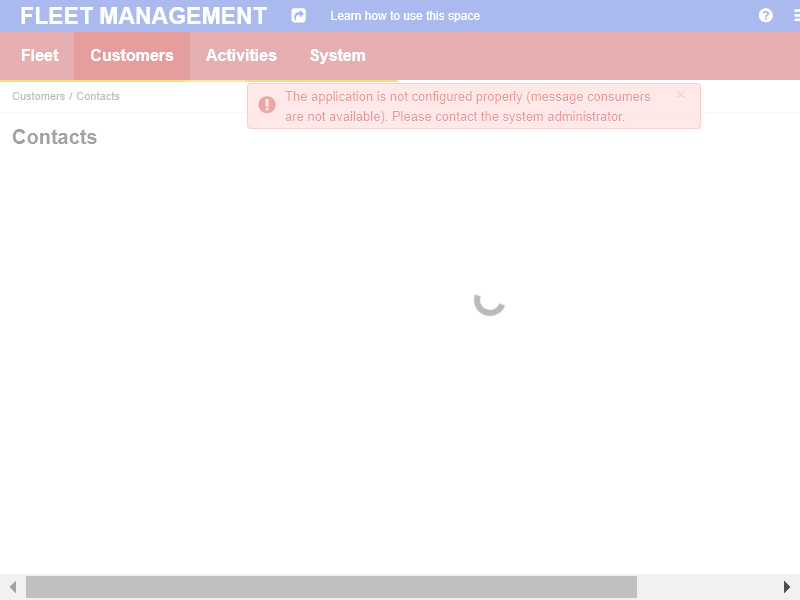 FLEET MANAGEMENT
Learn how to use this space
Fleet
Customers
Activities
System
Customers / Contacts
The application is not configured properly (message consumers
are not available). Please contact the system administrator.
Contacts